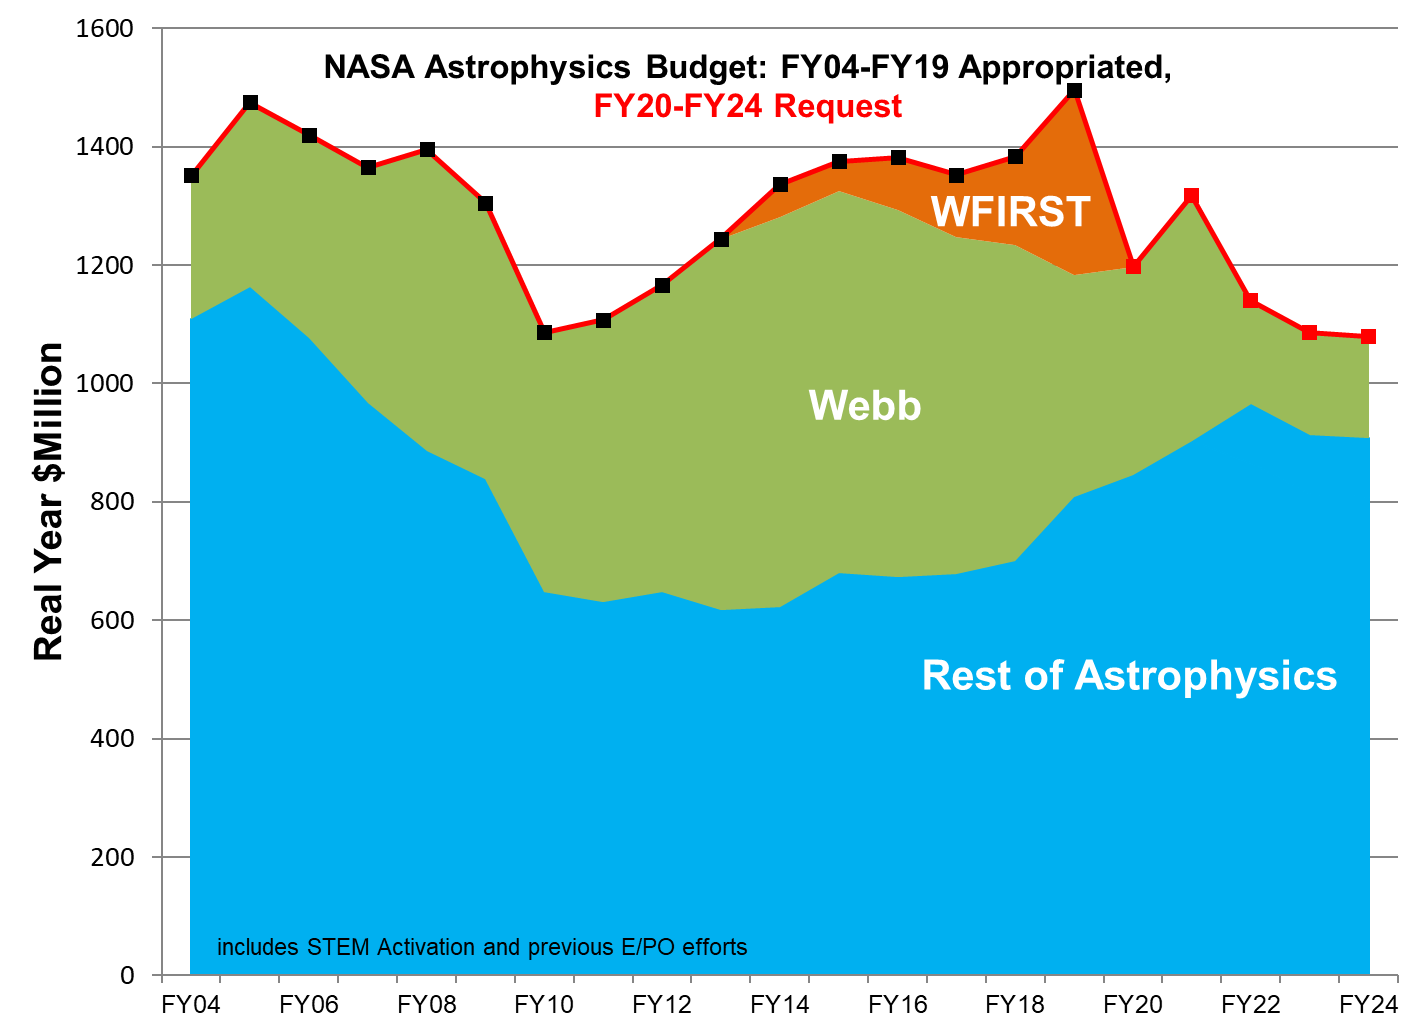 NASA Astrophysics Budget: FY04-FY19 Appropriated,
FY20-FY24 Request
Real Year $Million
1600
1400
1200
1000
800
600
400
200
0
WFIRST
Webb
Rest of Astrophysics
includes STEM Activation and previous E/PO efforts
FY04 FY06 FY08 FY10 FY12 FY14 FY16 FY18 FY20 FY22 FY24